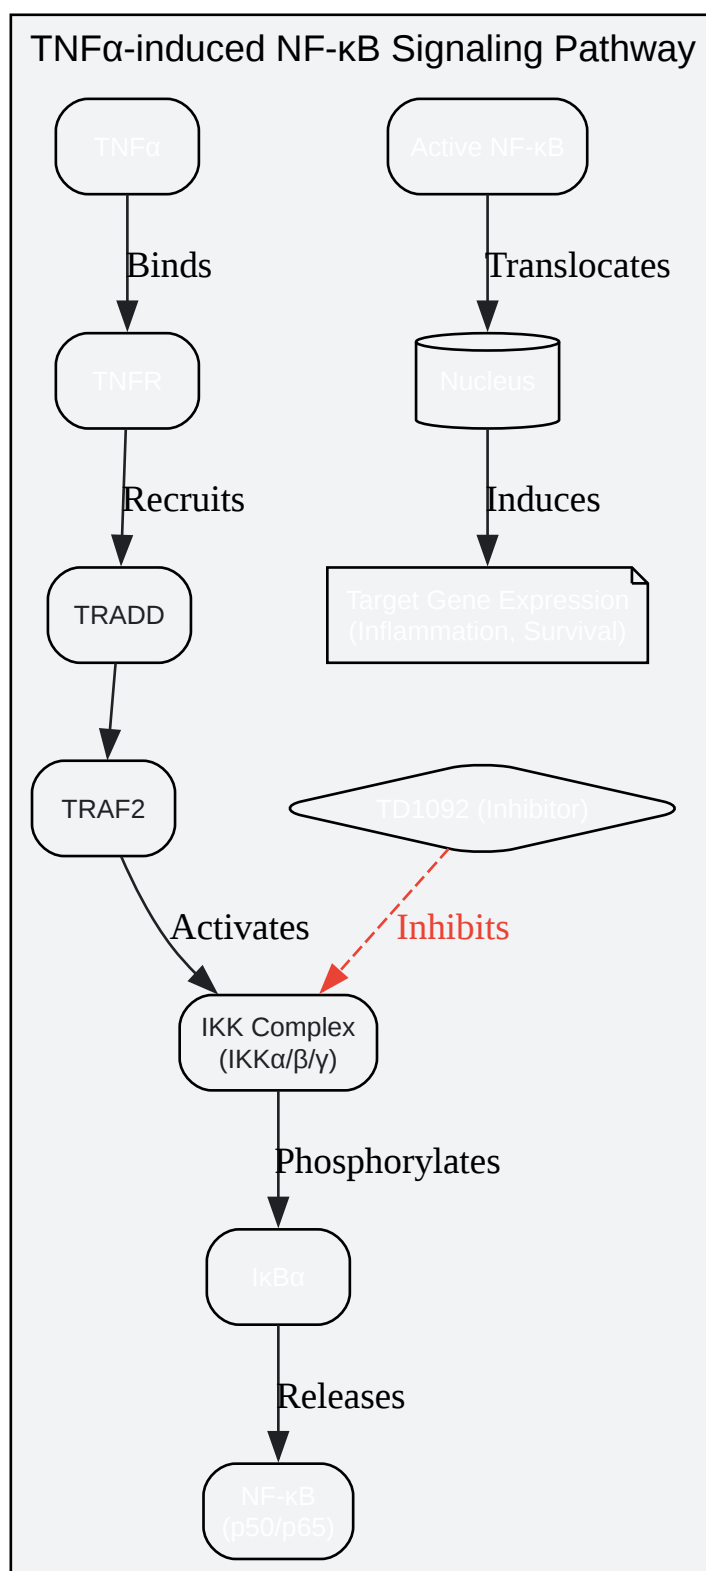 TNFα-induced NF-κB Signaling Pathway
TNFα
Binds
TNFR
Recruits
TRADD
TRAF2
Activates
Active NF-κB
Translocates
Nucleus
Induces
Target Gene Expression
(Inflammation, Survival)
TD1092 (Inhibitor)
Inhibits
IKK Complex
(IKKα/β/γ)
Phosphorylates
IκBα
Releases
NF-κB
(p50/p65)